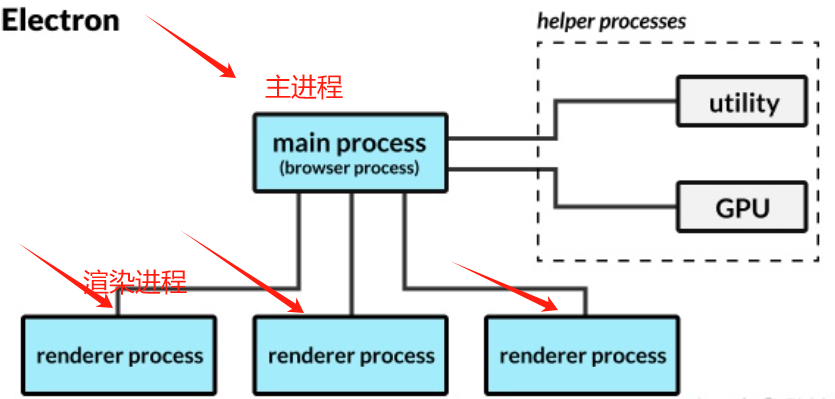 Electron
helper processes
主进程
utility
main process
(browser process)
GPU
渲染进程
renderer process
renderer process
renderer process